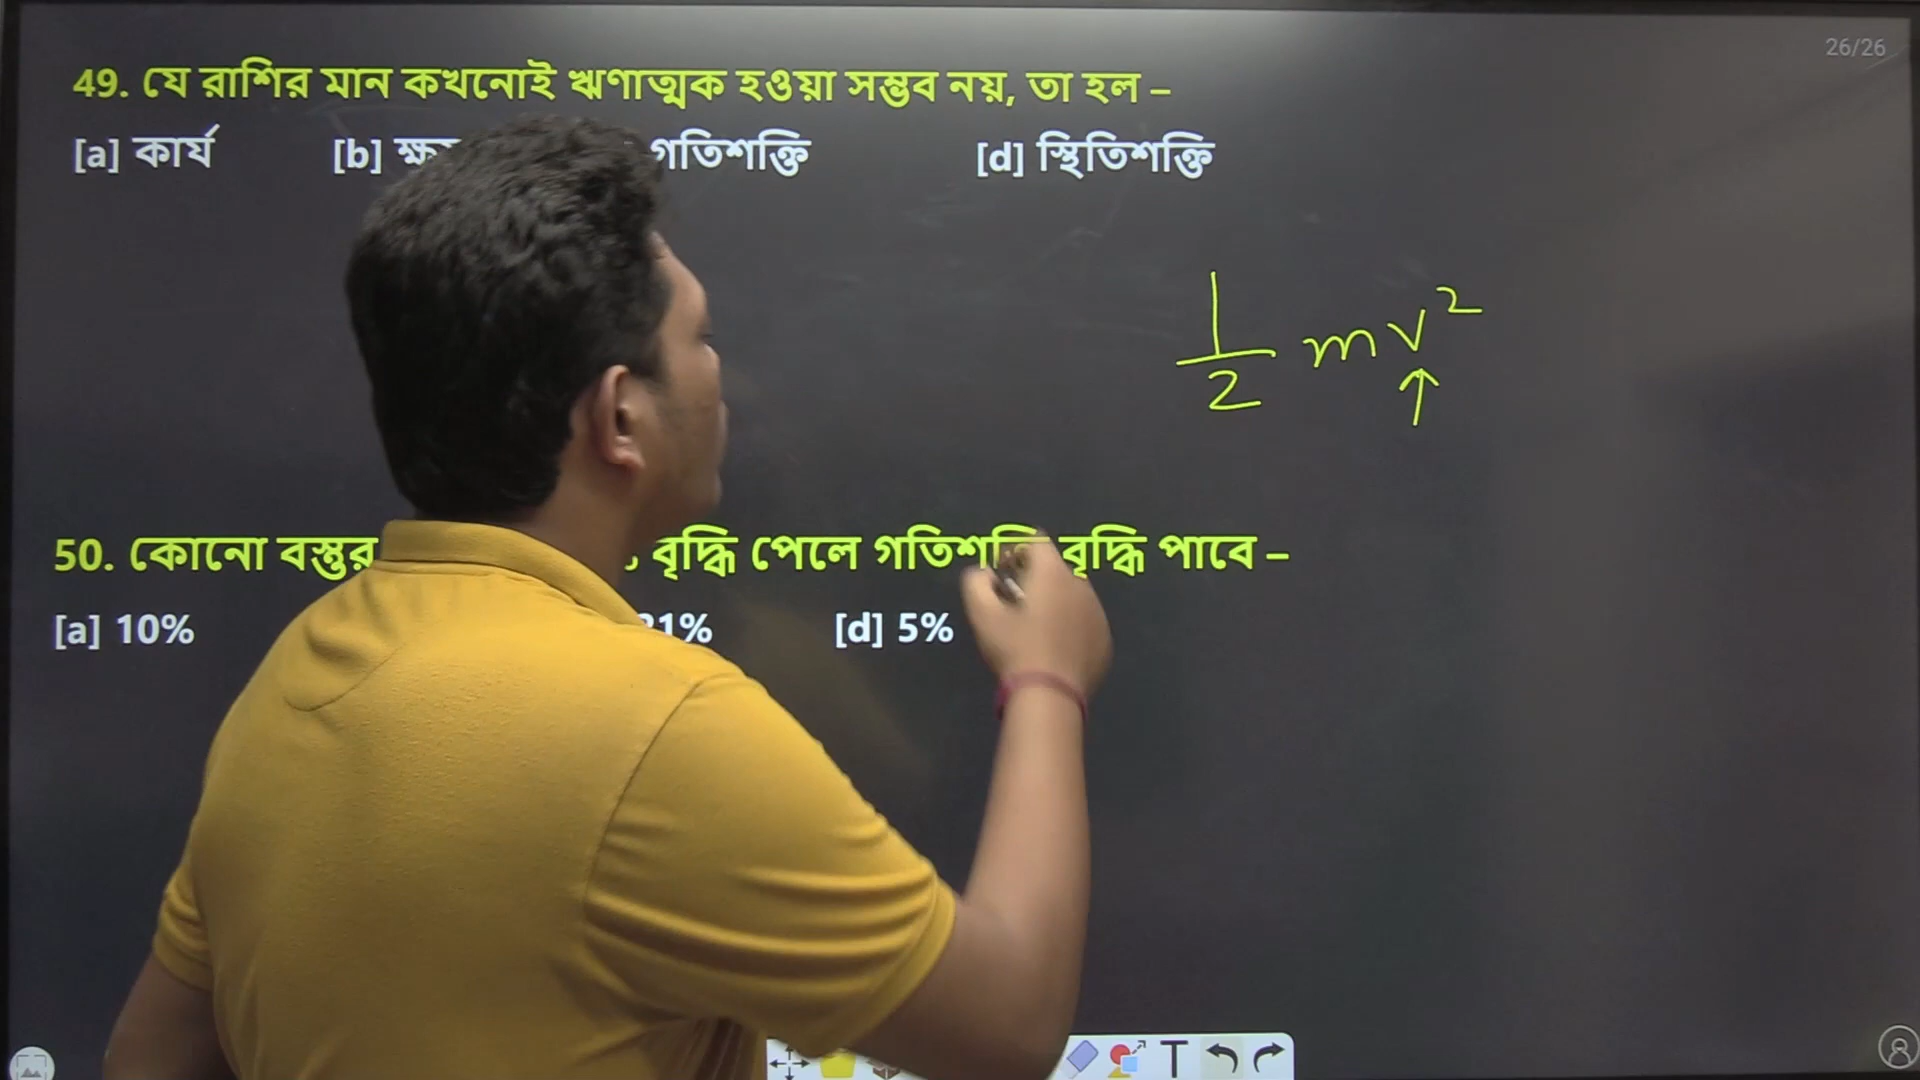 26/26
49. যে রাশির মান কখনোই ঋণাত্মক হওয়া সম্ভব নয়, তা হল –
[a] কার্য [b] গতিশক্তি [d] স্থিতিশক্তি
1/2 mv²
50. কোনো বস্তুর বৃদ্ধি পেলে গতিশক্তি বৃদ্ধি পাবে –
[a] 10% [d] 5%
T